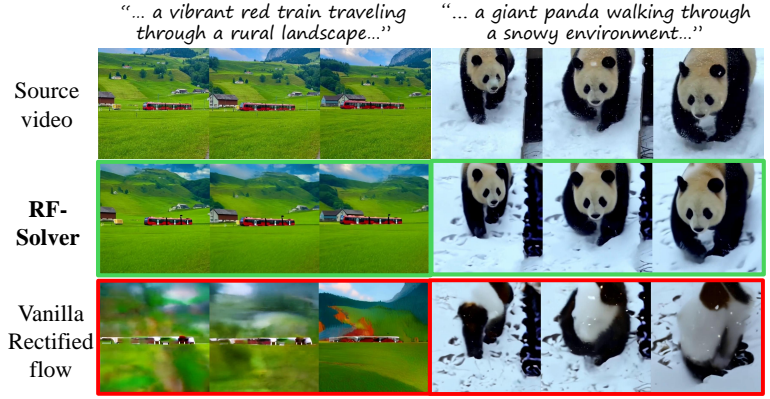 “... a vibrant red train traveling
through a rural landscape...”
“... a giant panda walking through
a snowy environment...”
Source
video
RF-
Solver
Vanilla
Rectified
flow